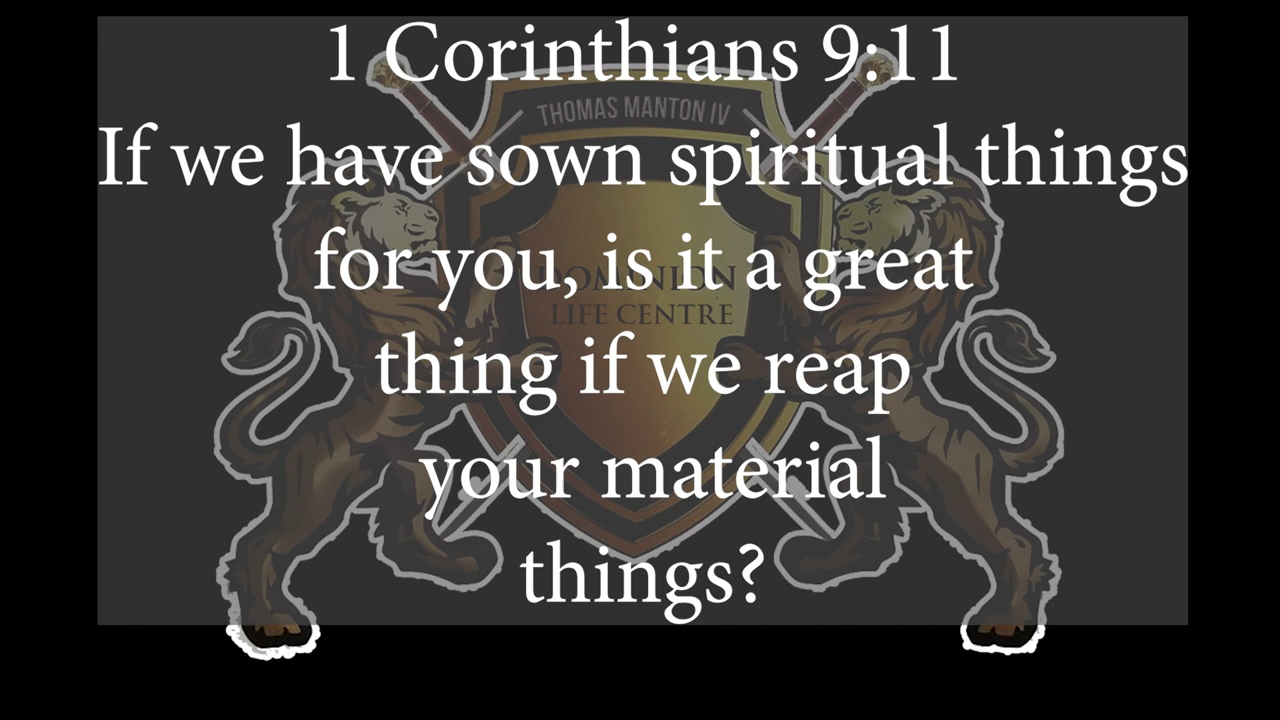 1 Corinthians 9:11
THOMAS MANTON IV
If we have sown spiritual things
for you, is it a great
DOMINION
LIFE CENTRE
thing if we reap
your material
things?